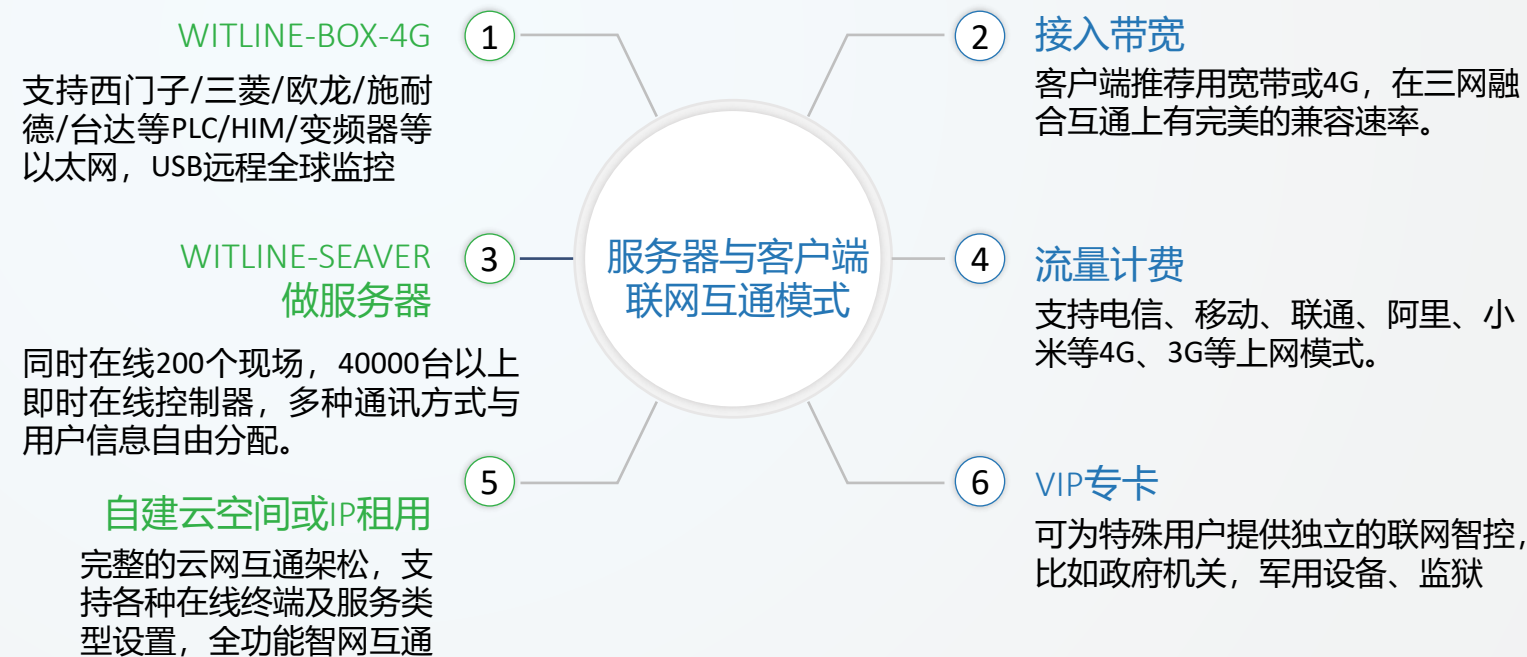 WITLINE-BOX-4G
1
支持西门子/三菱/欧龙/施耐
德/台达等PLC/HIM/变频器等
以太网，USB远程全球监控
2
接入带宽
客户端推荐用宽带或4G，在三网融
合互通上有完美的兼容速率。
WITLINE-SEAVER
做服务器
3
同时在线200个现场，40000台以上
即时在线控制器，多种通讯方式与
用户信息自由分配。
服务器与客户端
联网互通模式
4
流量计费
支持电信、移动、联通、阿里、小
米等4G、3G等上网模式。
5
自建云空间或IP租用
完整的云网互通架松，支
持各种在线终端及服务类
型设置，全功能智网互通
6
VIP专卡
可为特殊用户提供独立的联网智控，
比如政府机关，军用设备、监狱